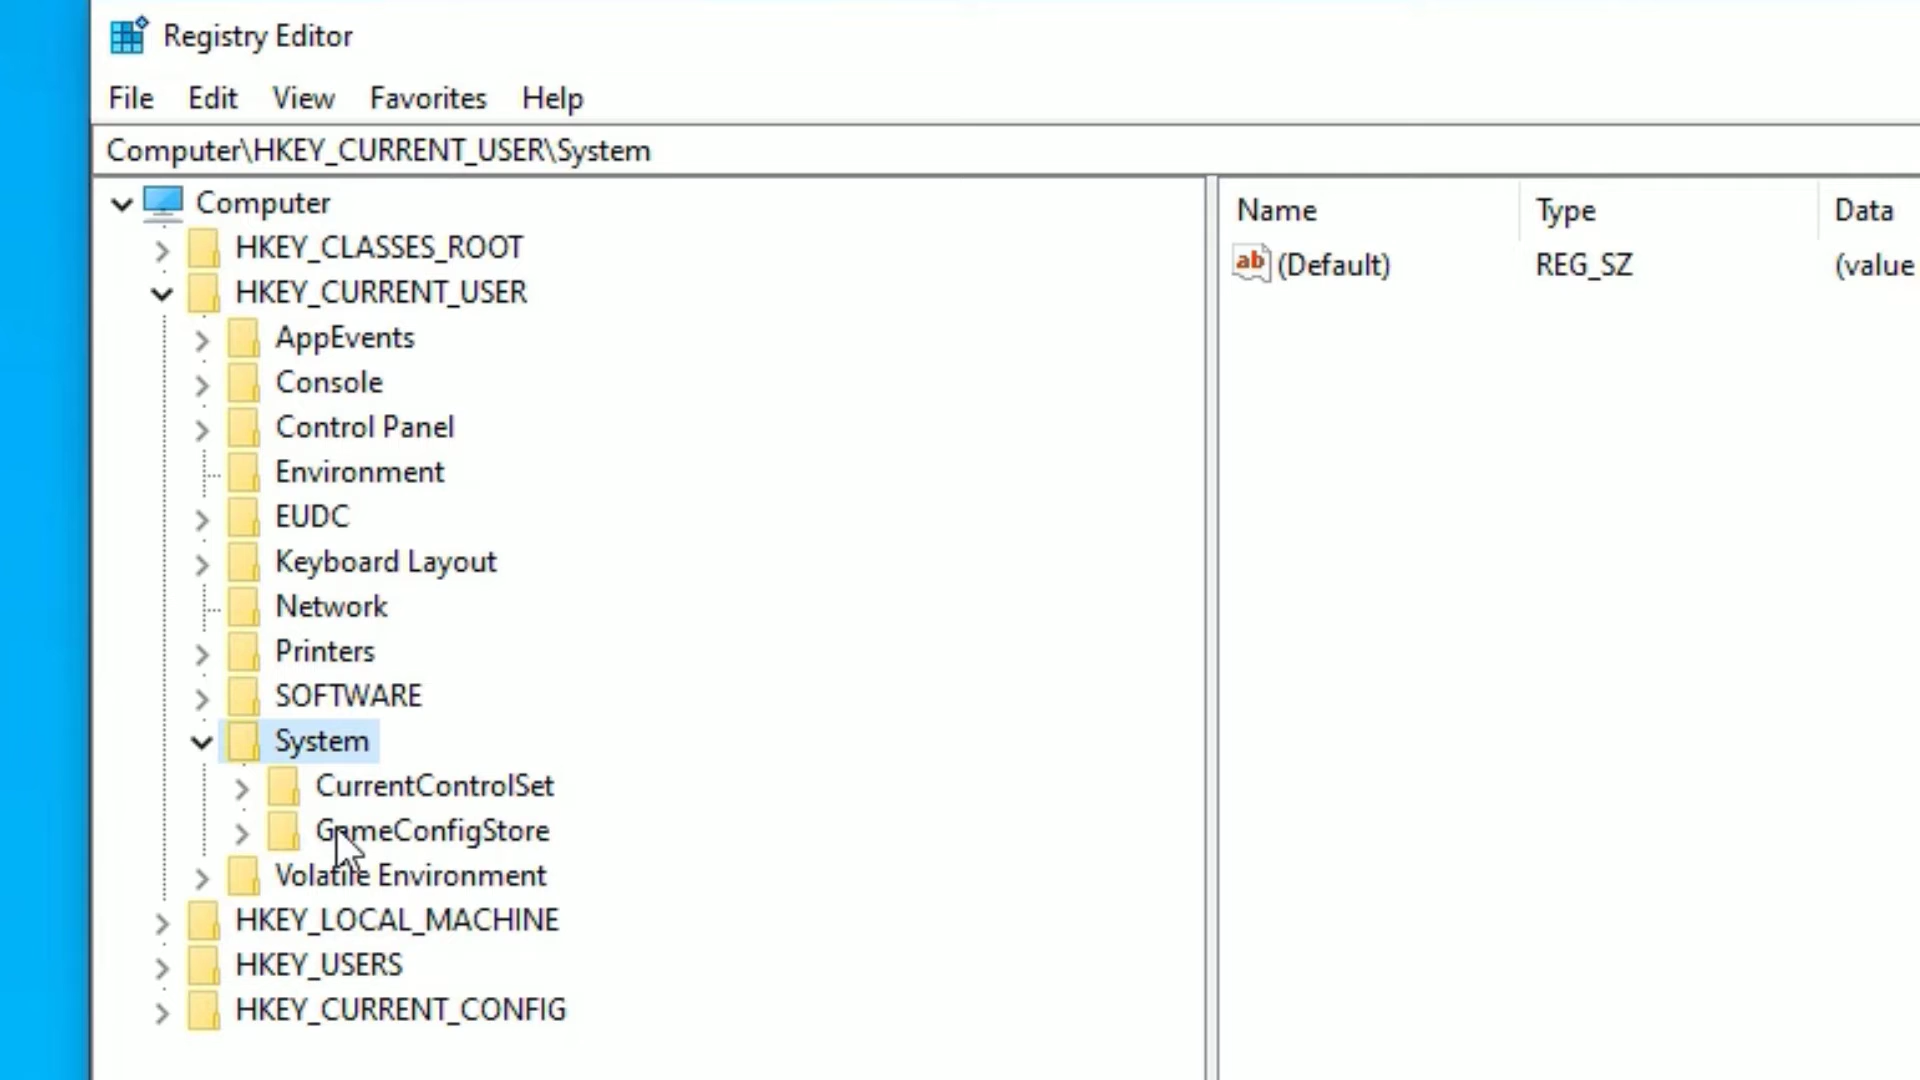 Registry Editor
File Edit View Favorites Help
Computer\HKEY_CURRENT_USER\System
Computer
HKEY_CLASSES_ROOT
HKEY_CURRENT_USER
AppEvents
Console
Control Panel
Environment
EUDC
Keyboard Layout
Network
Printers
SOFTWARE
System
CurrentControlSet
GameConfigStore
Volatile Environment
HKEY_LOCAL_MACHINE
HKEY_USERS
HKEY_CURRENT_CONFIG
Name Type Data
ab (Default) REG_SZ (value